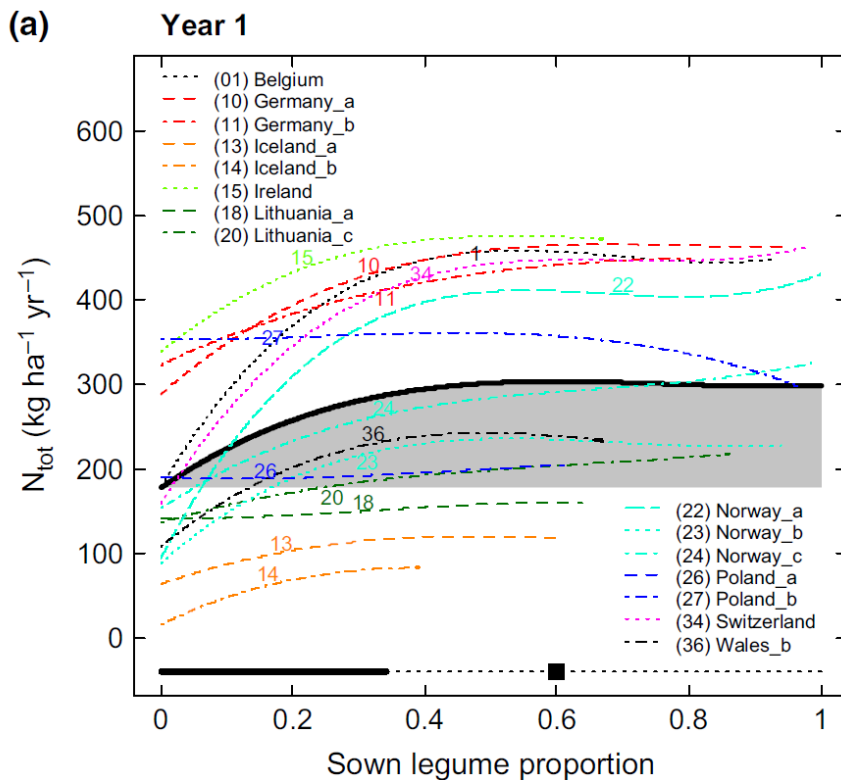 (a) Year 1
(01) Belgium
(10) Germany_a
(11) Germany_b
(13) Iceland_a
(14) Iceland_b
(15) Ireland
(18) Lithuania_a
(20) Lithuania_c
600
500
400
300
200
100
0
N_tot (kg ha⁻¹ yr⁻¹)
15
10
1
34
11
22
27
24
36
23
26
20
18
13
14
(22) Norway_a
(23) Norway_b
(24) Norway_c
(26) Poland_a
(27) Poland_b
(34) Switzerland
(36) Wales_b
0 0.2 0.4 0.6 0.8 1
Sown legume proportion